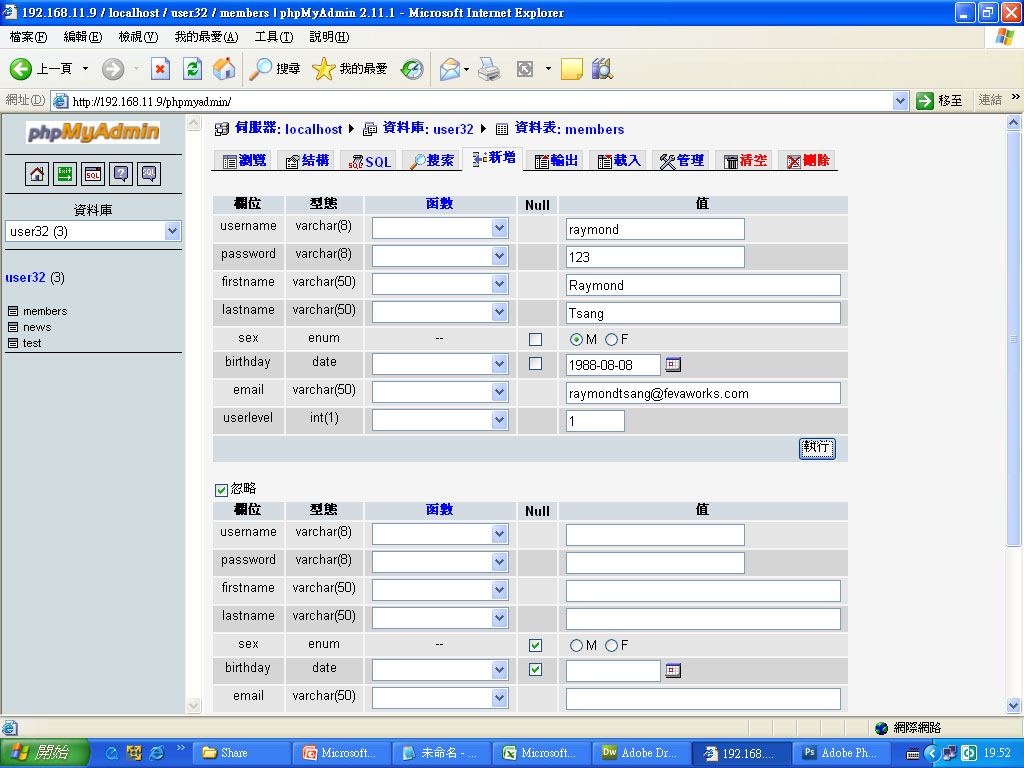 192.168.11.9 / localhost / user32 / members | phpMyAdmin 2.11.1 - Microsoft Internet Explorer
檔案(F) 編輯(E) 檢視(V) 我的最愛(A) 工具(T) 說明(H)
上一頁 搜尋 我的最愛
網址(D) http://192.168.11.9/phpmyadmin/ 移至 連結 »
phpMyAdmin
Exit SQL ? SQL
資料庫
user32 (3)
user32 (3)
members
news
test
伺服器: localhost 資料庫: user32 資料表: members
瀏覽 結構 SQL 搜索 新增 輸出 載入 管理 清空 刪除
欄位 型態 函數 Null 值
username varchar(8) raymond
password varchar(8) 123
firstname varchar(50) Raymond
lastname varchar(50) Tsang
sex enum -- M F
birthday date 1988-08-08
email varchar(50) raymondtsang@fevaworks.com
userlevel int(1) 1
執行
忽略
欄位 型態 函數 Null 值
username varchar(8)
password varchar(8)
firstname varchar(50)
lastname varchar(50)
sex enum -- M F
birthday date
email varchar(50)
網際網路
開始 » Share Microsoft... 未命名 - ... Microsoft... Dw Adobe Dr... 192.168.... Ps Adobe Ph... 19:52